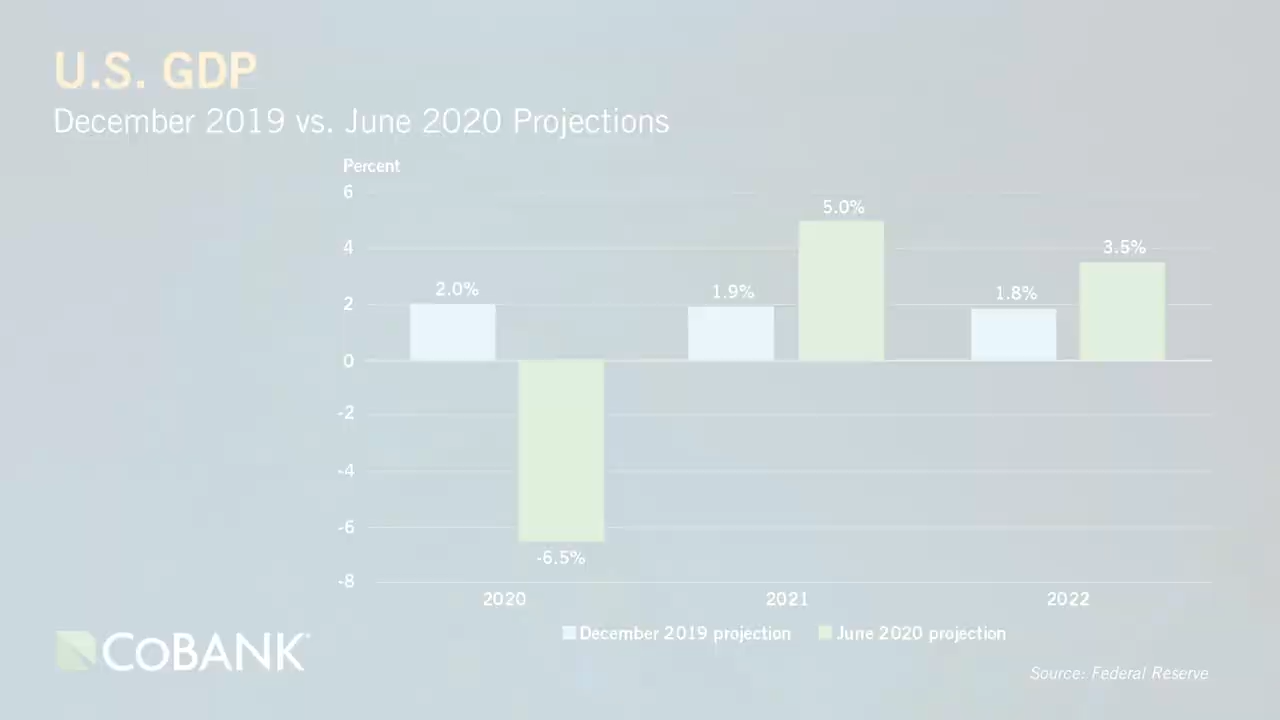 U.S. GDP
December 2019 vs. June 2020 Projections
Percent
6
5.0%
4
3.5%
2.0%
1.9%
1.8%
2
0
-2
-4
-6
-6.5%
-8
2020 2021 2022
December 2019 projection June 2020 projection
COBANK
Source: Federal Reserve